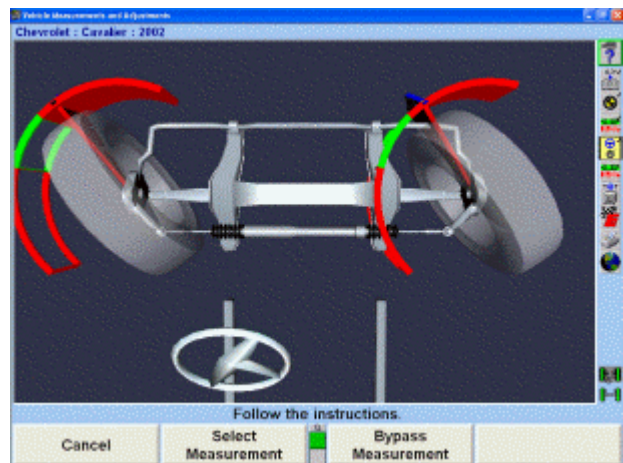 Vehicle Measurements and Adjustments
Chevrolet : Cavalier : 2002
Follow the instructions.
Cancel
Select
Measurement
Bypass
Measurement